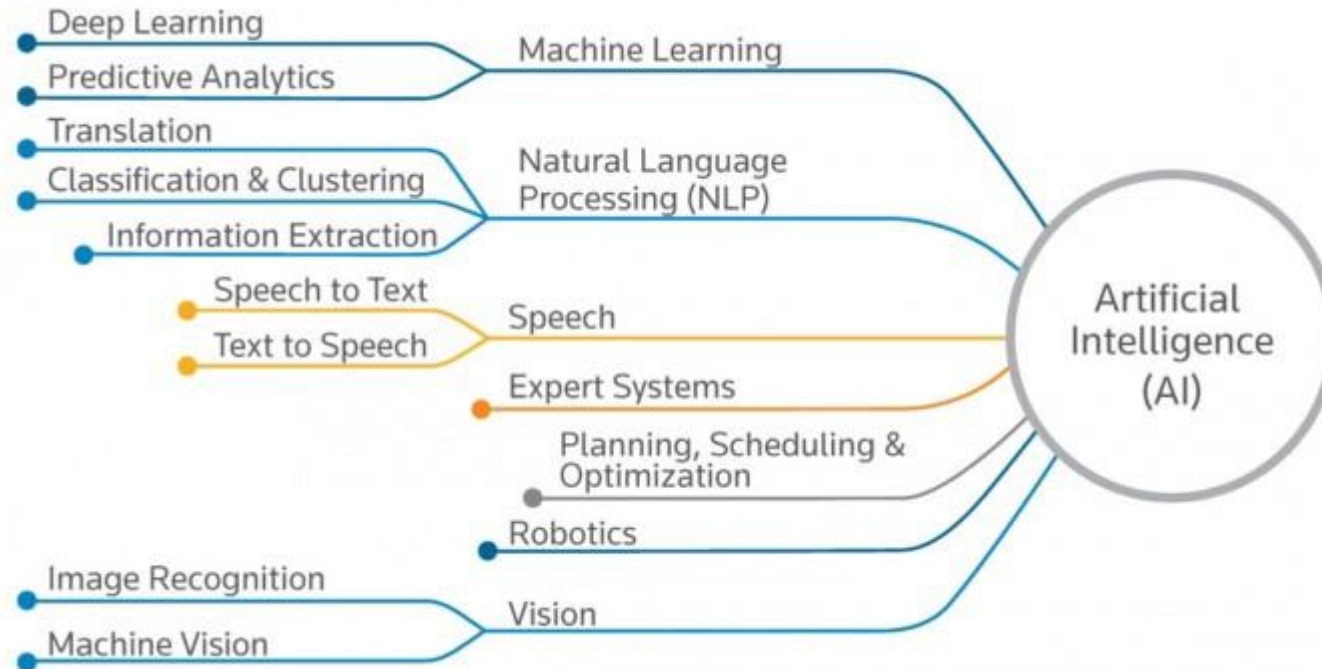 Deep Learning
Machine Learning
Predictive Analytics
Translation
Natural Language
Processing (NLP)
Classification & Clustering
Information Extraction
Speech to Text
Speech
Text to Speech
Expert Systems
Planning, Scheduling &
Optimization
Robotics
Image Recognition
Vision
Machine Vision
Artificial
Intelligence
(AI)